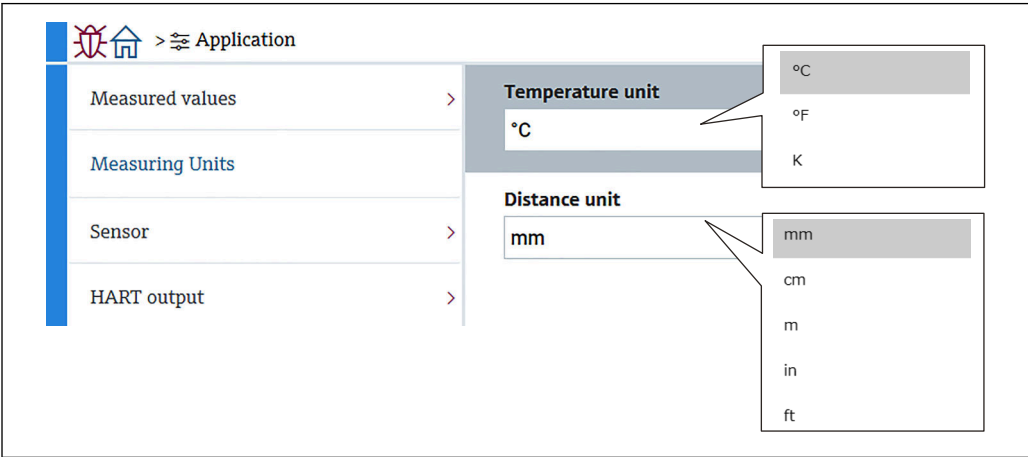 > Application
Measured values >
Measuring Units
Sensor >
HART output >
Temperature unit
°C
°C
°F
K
Distance unit
mm
mm
cm
m
in
ft